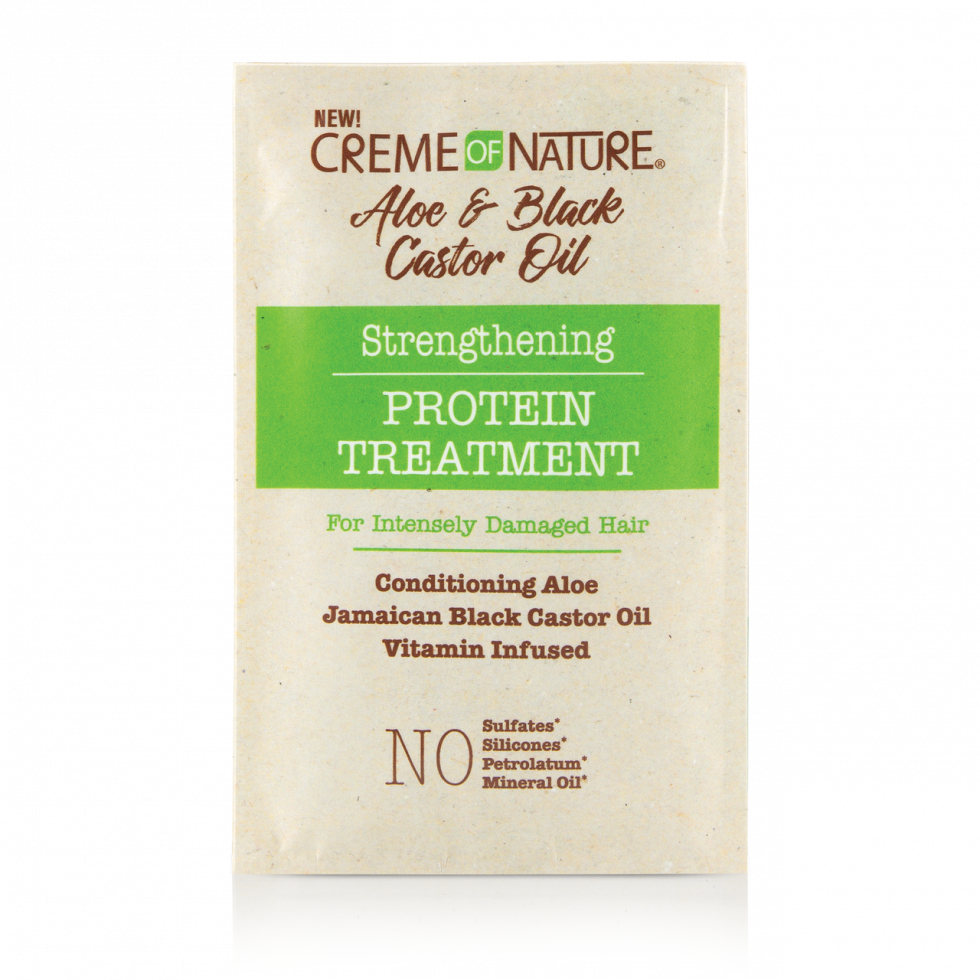 NEW!
CREME OF NATURE®
Aloe & Black
Castor Oil
Strengthening
PROTEIN
TREATMENT
For Intensely Damaged Hair
Conditioning Aloe
Jamaican Black Castor Oil
Vitamin Infused
NO
Sulfates*
Silicones*
Petrolatum*
Mineral Oil*